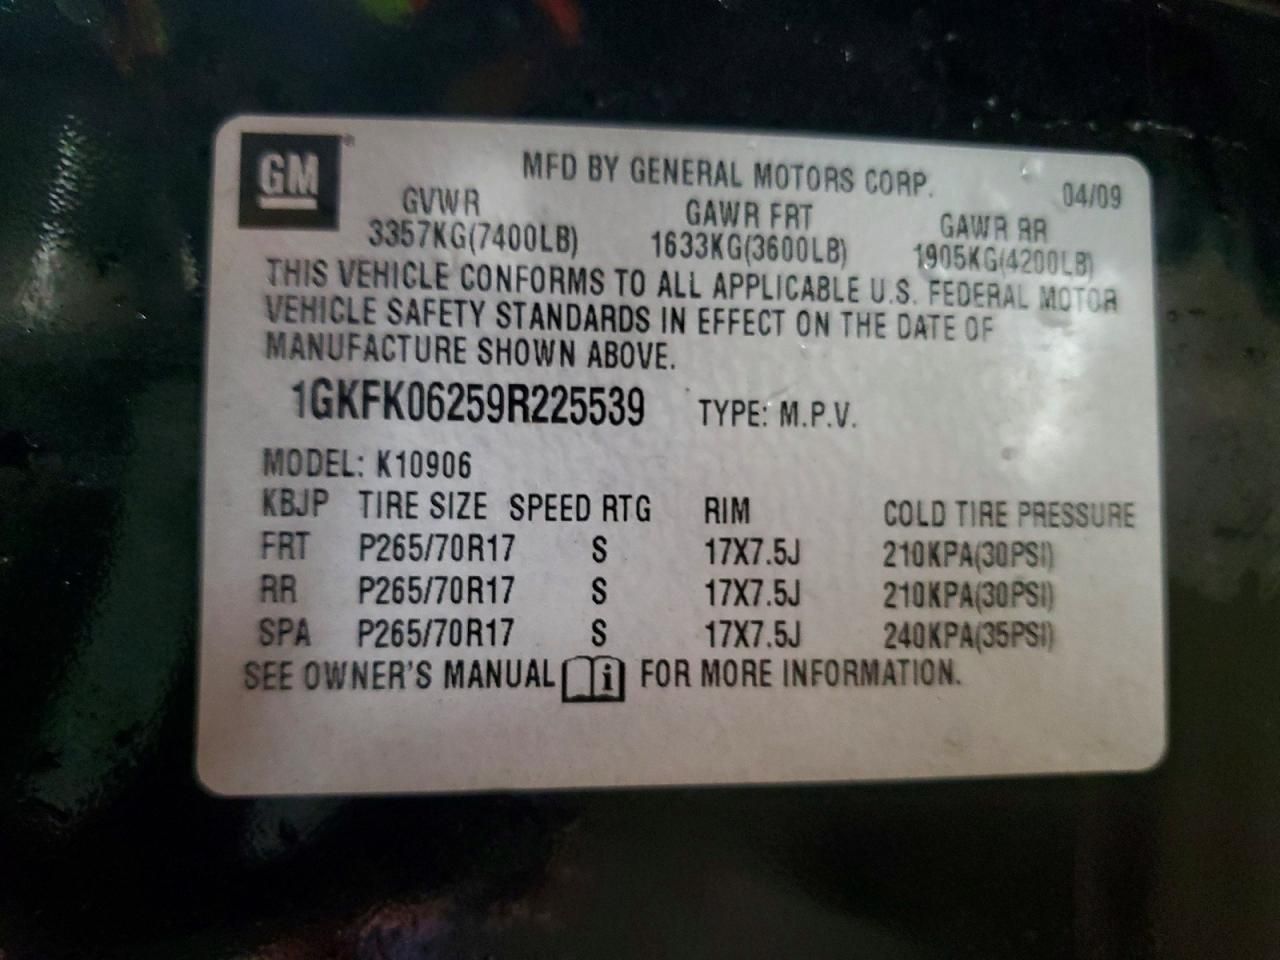 GM® MFD BY GENERAL MOTORS CORP. 04/09
GVWR GAWR FRT GAWR RR
3357KG(7400LB) 1633KG(3600LB) 1905KG(4200LB)
THIS VEHICLE CONFORMS TO ALL APPLICABLE U.S. FEDERAL MOTOR
VEHICLE SAFETY STANDARDS IN EFFECT ON THE DATE OF
MANUFACTURE SHOWN ABOVE.
1GKFK06259R225539 TYPE: M.P.V.
MODEL: K10906
KBJP TIRE SIZE SPEED RTG RIM COLD TIRE PRESSURE
FRT P265/70R17 S 17X7.5J 210KPA(30PSI)
RR P265/70R17 S 17X7.5J 210KPA(30PSI)
SPA P265/70R17 S 17X7.5J 240KPA(35PSI)
SEE OWNER'S MANUAL i FOR MORE INFORMATION.